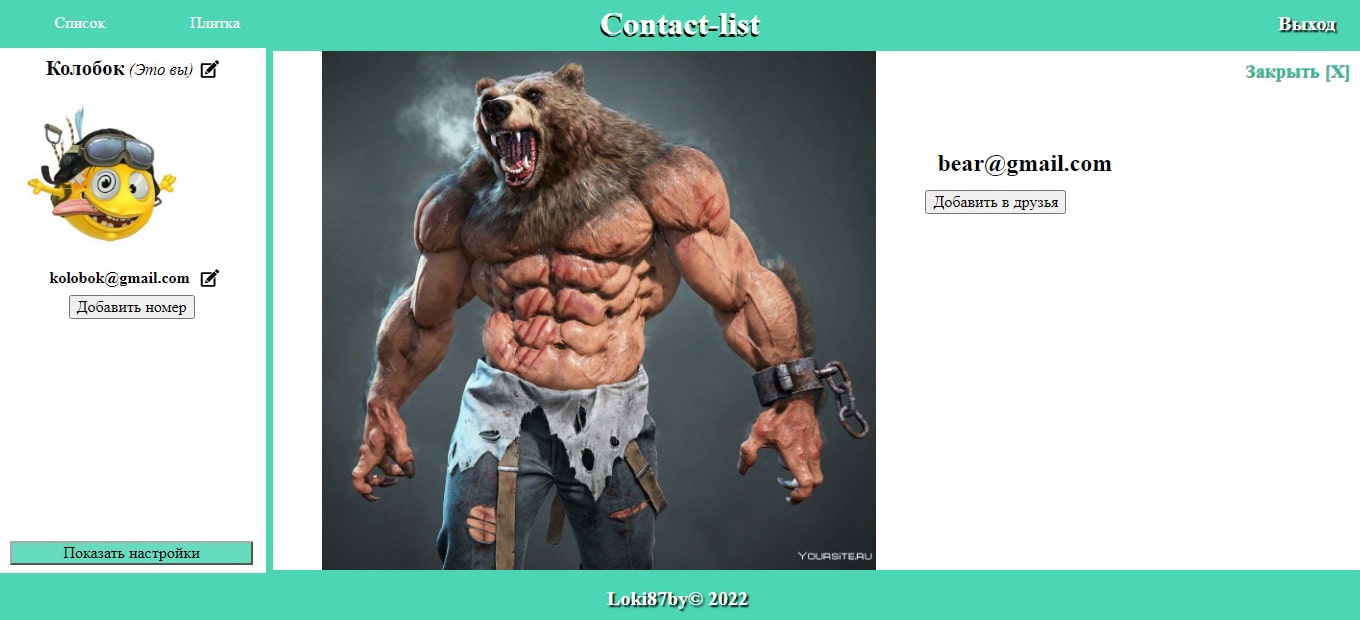 Список
Плитка
Contact-list
Выход
Колобок (Это вы)
kolobok@gmail.com
Добавить номер
Показать настройки
Закрыть [X]
bear@gmail.com
Добавить в друзья
YOURSITE.RU
Loki87by© 2022